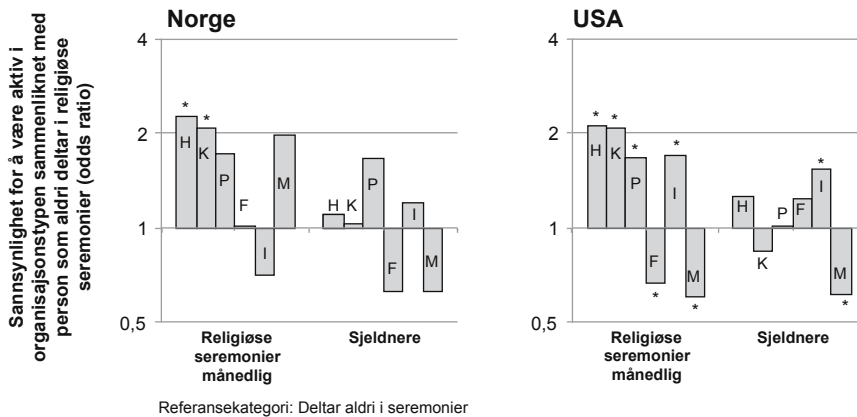 Sannsynlighet for å være aktiv i
organisajsonstypen sammenliknet med
person som aldri deltar i religiøse
seremonier (odds ratio)
Norge
4
2
1
0,5
*
H
*
K
P
F
I
M
H
K
P
F
I
M
Religiøse
seremonier
månedlig
Sjeldnere
USA
4
2
1
0,5
*
H
*
K
*
P
F
*
*
I
M
*
H
K
P
F
*
I
M
*
Religiøse
seremonier
månedlig
Sjeldnere
Referansekategori: Deltar aldri i seremonier